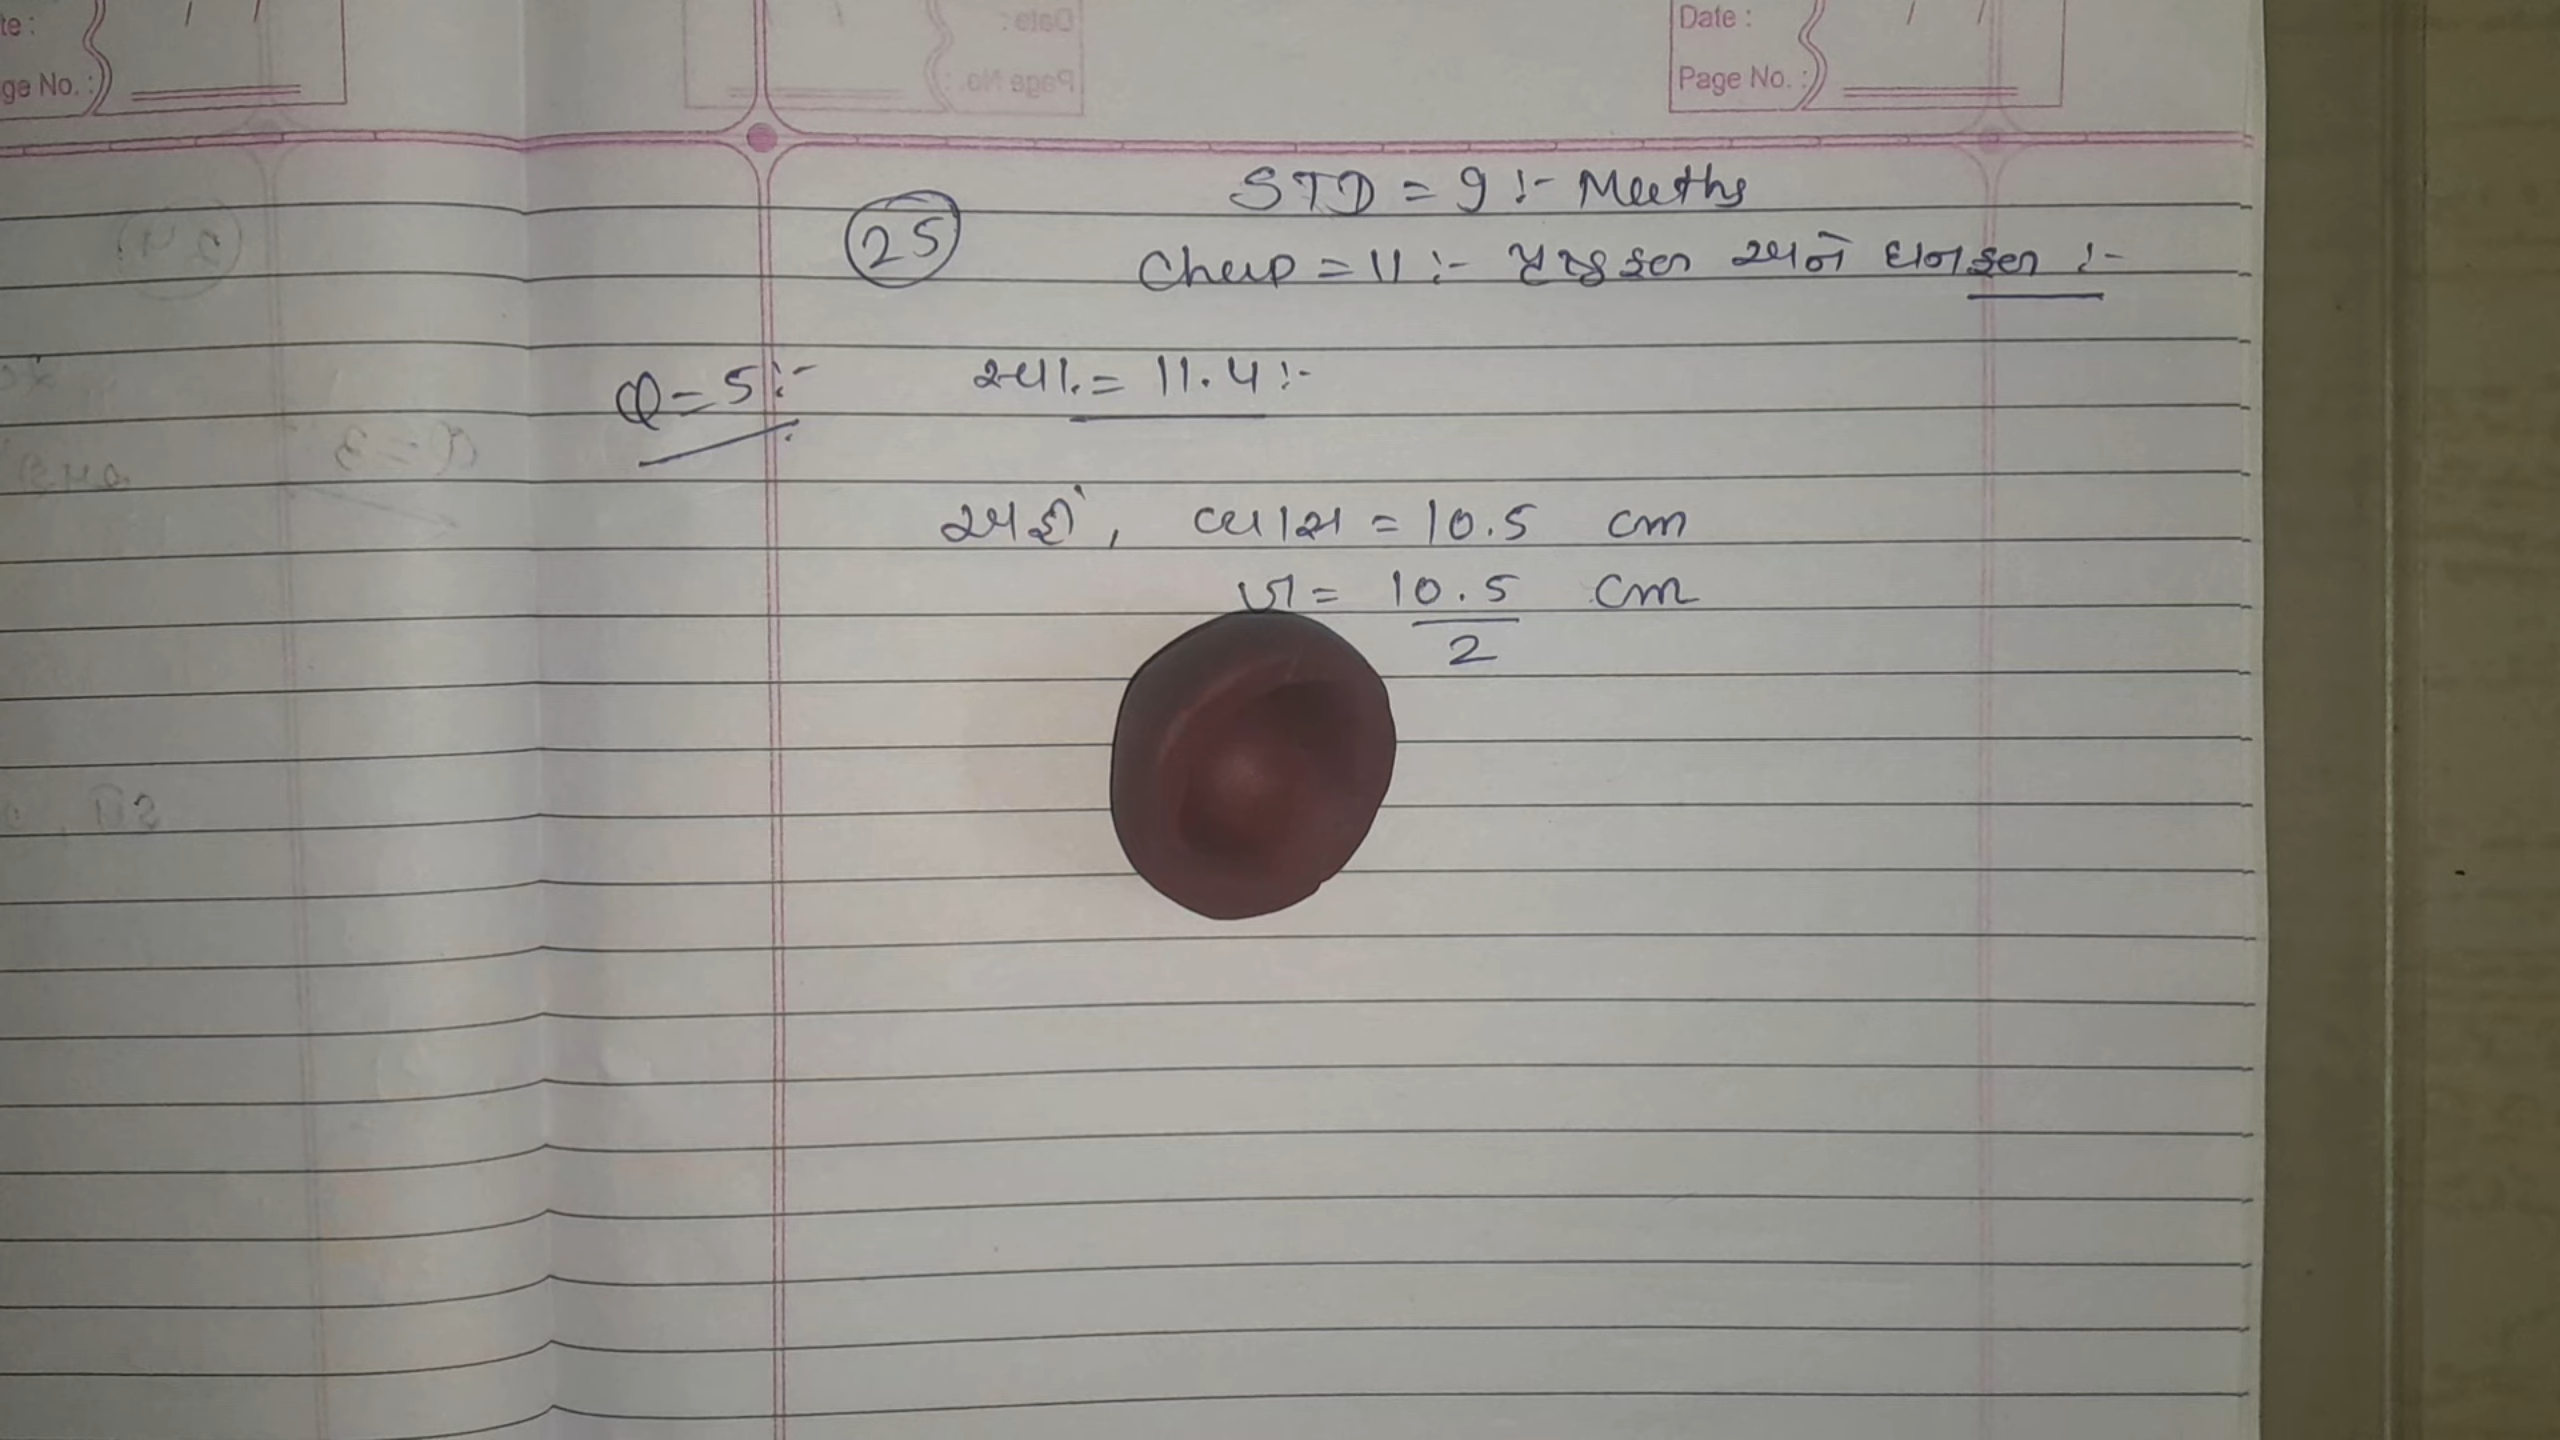 Date :
Page No. :
STD = 9 :- Maths
25
Chap = 11 :- પૃષ્ઠફળ અને ઘનફળ :-
Q=5 :-
સ્વા. = 11.4 :-
અહીં, વ્યાસ = 10.5 cm
r = 10.5 cm
2